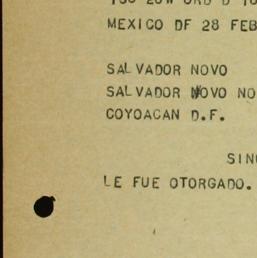 MEXICO DF 28 FEB
SALVADOR NOVO
SALVADOR NOVO NO
COYOACAN D.F.
SIN
LE FUE OTORGADO.